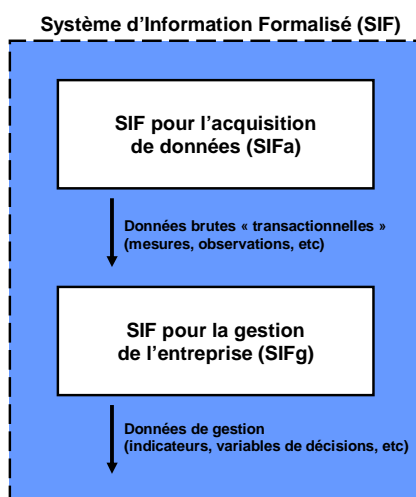 Système d’Information Formalisé (SIF)
SIF pour l’acquisition
de données (SIFa)
Données brutes « transactionnelles »
(mesures, observations, etc)
SIF pour la gestion
de l’entreprise (SIFg)
Données de gestion
(indicateurs, variables de décisions, etc)